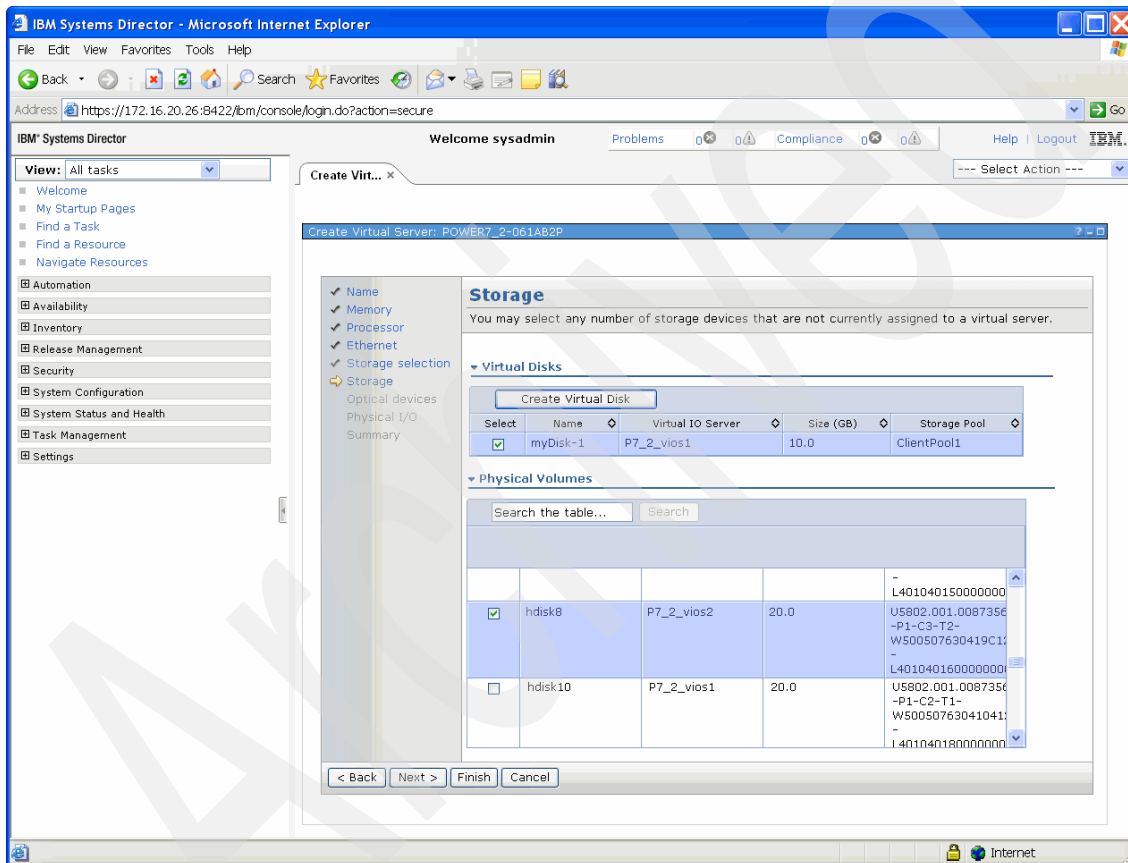 IBM Systems Director - Microsoft Internet Explorer
File Edit View Favorites Tools Help
Back Search Favorites
Address https://172.16.20.26:8422/ibm/console/login.do?action=secure Go
IBM® Systems Director Welcome sysadmin Problems 0 0 Compliance 0 0 Help | Logout IBM.
View: All tasks
Welcome
My Startup Pages
Find a Task
Find a Resource
Navigate Resources
Automation
Availability
Inventory
Release Management
Security
System Configuration
System Status and Health
Task Management
Settings
Create Virt... ×
--- Select Action ---
Create Virtual Server: POWER7_2-061AB2P
Name
Memory
Processor
Ethernet
Storage selection
Storage
Optical devices
Physical I/O
Summary
Storage
You may select any number of storage devices that are not currently assigned to a virtual server.
Virtual Disks
Create Virtual Disk
Select Name Virtual IO Server Size (GB) Storage Pool
myDisk-1 P7_2_vios1 10.0 ClientPool1
Physical Volumes
Search the table... Search
-
L401040150000000
hdisk8 P7_2_vios2 20.0 U5802.001.0087356
-P1-C3-T2-
W500507630419C12
-
L401040160000000
hdisk10 P7_2_vios1 20.0 U5802.001.0087356
-P1-C2-T1-
W50050763041041
-
L401040180000000
< Back Next > Finish Cancel
Internet
Archived